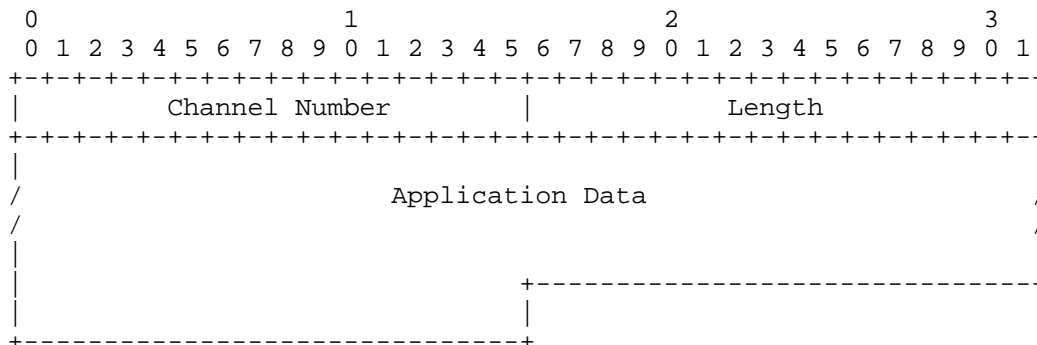 0                   1                   2                   3
0 1 2 3 4 5 6 7 8 9 0 1 2 3 4 5 6 7 8 9 0 1 2 3 4 5 6 7 8 9 0 1
+-+-+-+-+-+-+-+-+-+-+-+-+-+-+-+-+-+-+-+-+-+-+-+-+-+-+-+-+-+-+-+-
|         Channel Number        |            Length
+-+-+-+-+-+-+-+-+-+-+-+-+-+-+-+-+-+-+-+-+-+-+-+-+-+-+-+-+-+-+-+-
|
/                       Application Data                        /
/                                                               /
|
|                               +--------------------------------
|                               |
+-------------------------------+